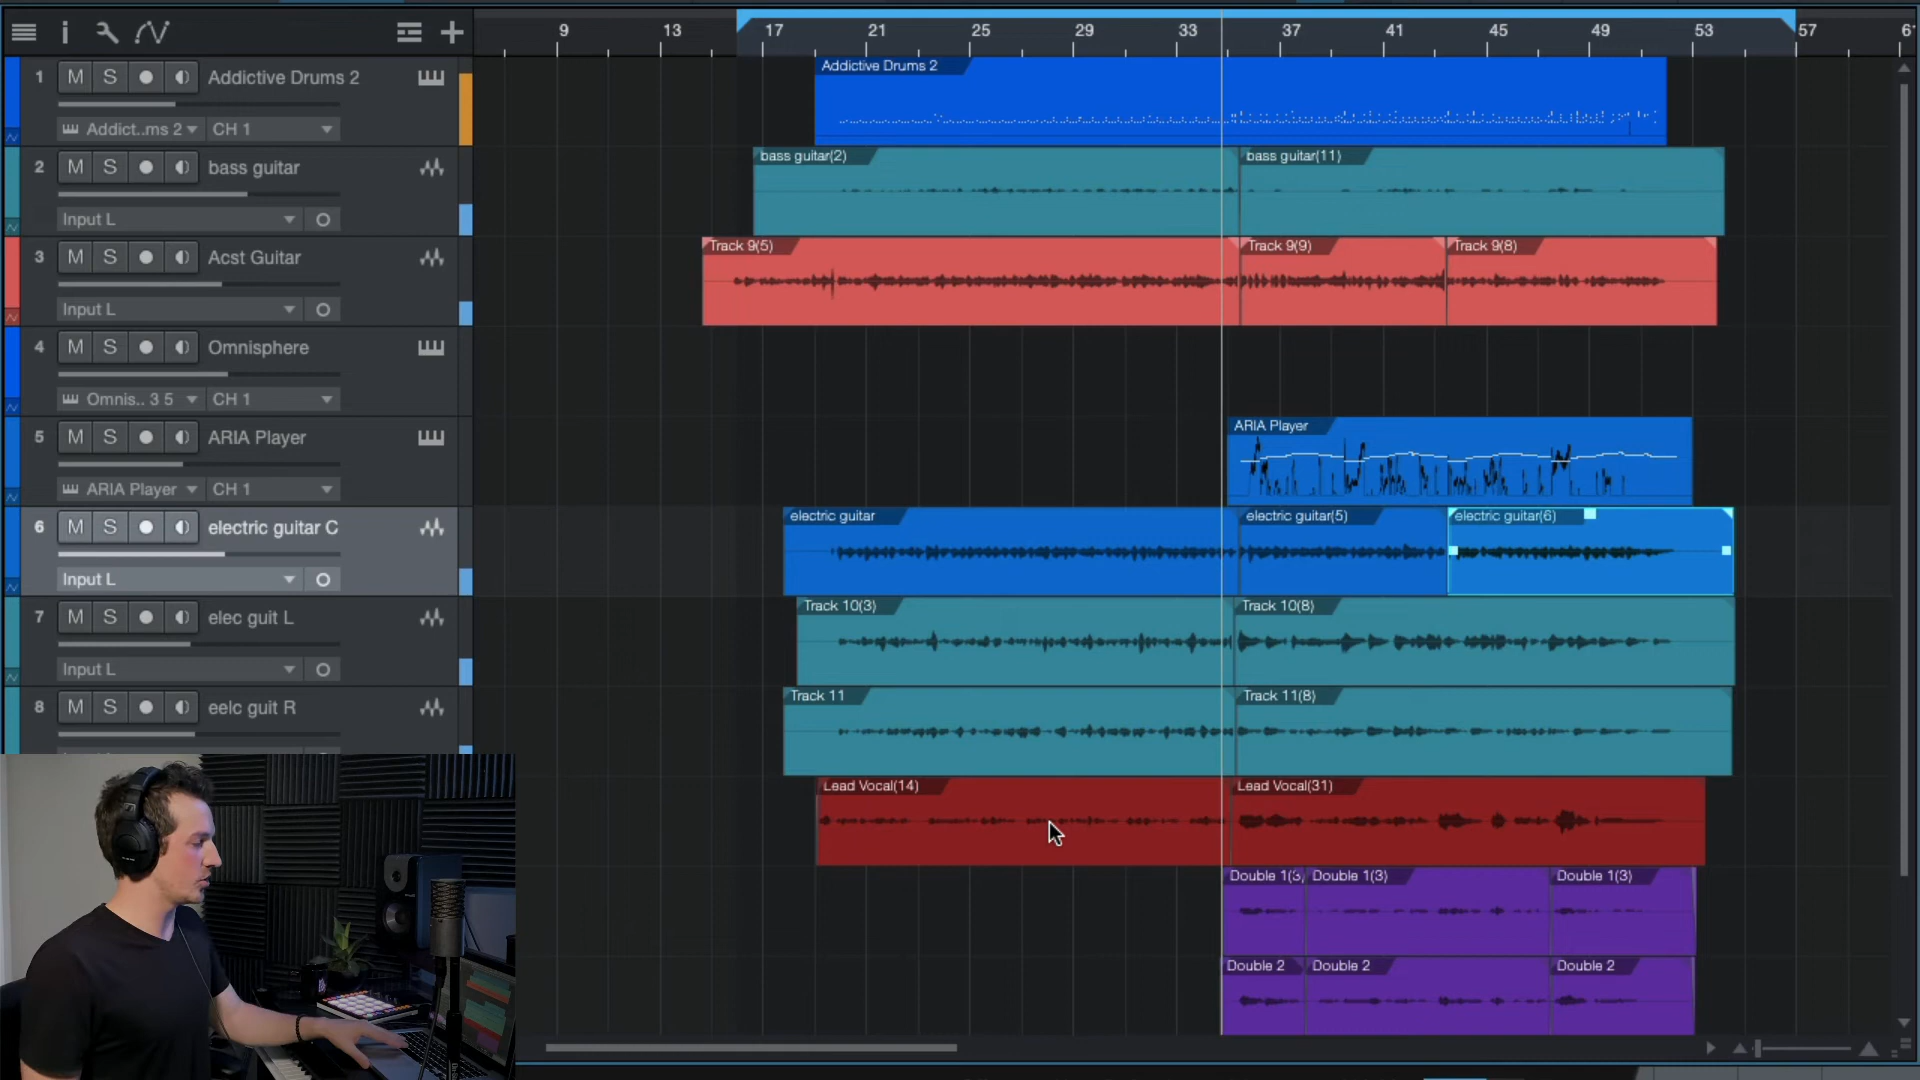 9 13 17 21 25 29 33 37 41 45 49 53 57 6
1 M S Addictive Drums 2
Addict..ms 2 CH 1
Addictive Drums 2
2 M S bass guitar
Input L
bass guitar(2) bass guitar(11)
3 M S Acst Guitar
Input L
Track 9(5) Track 9(9) Track 9(8)
4 M S Omnisphere
Omnis.. 3 5 CH 1
5 M S ARIA Player
ARIA Player CH 1
ARIA Player
6 M S electric guitar C
Input L
electric guitar electric guitar(5) electric guitar(6)
7 M S elec guit L
Input L
Track 10(3) Track 10(8)
8 M S eelc guit R
Track 11 Track 11(8)
Lead Vocal(14) Lead Vocal(31)
Double 1(3 Double 1(3) Double 1(3)
Double 2 Double 2 Double 2